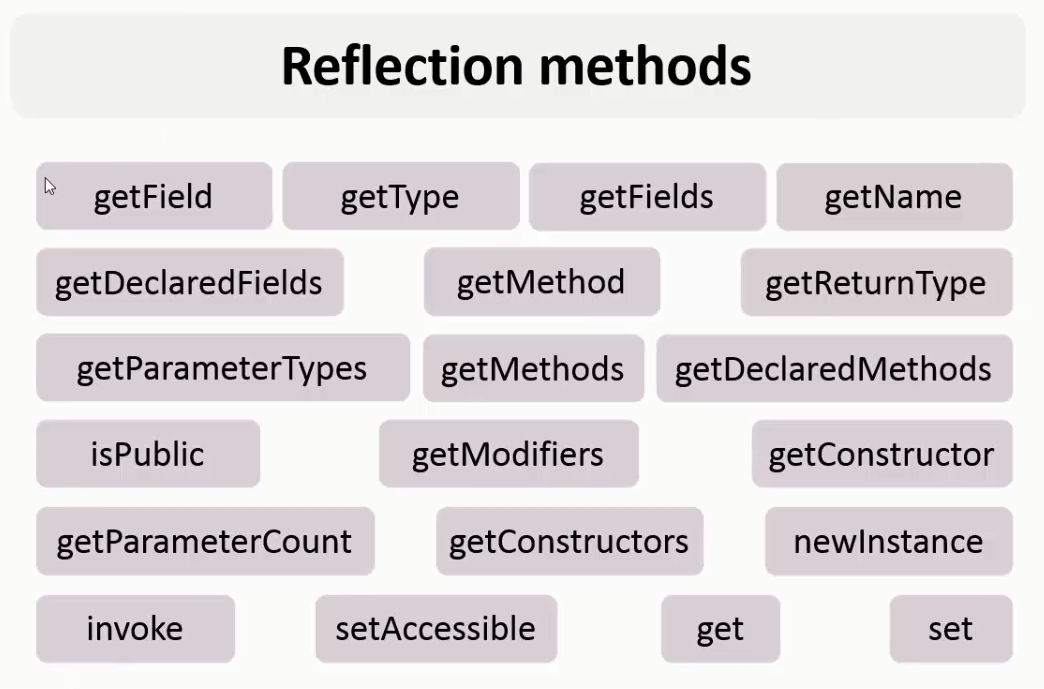 Reflection methods
getField getType getFields getName
getDeclaredFields getMethod getReturnType
getParameterTypes getMethods getDeclaredMethods
isPublic getModifiers getConstructor
getParameterCount getConstructors newInstance
invoke setAccessible get set